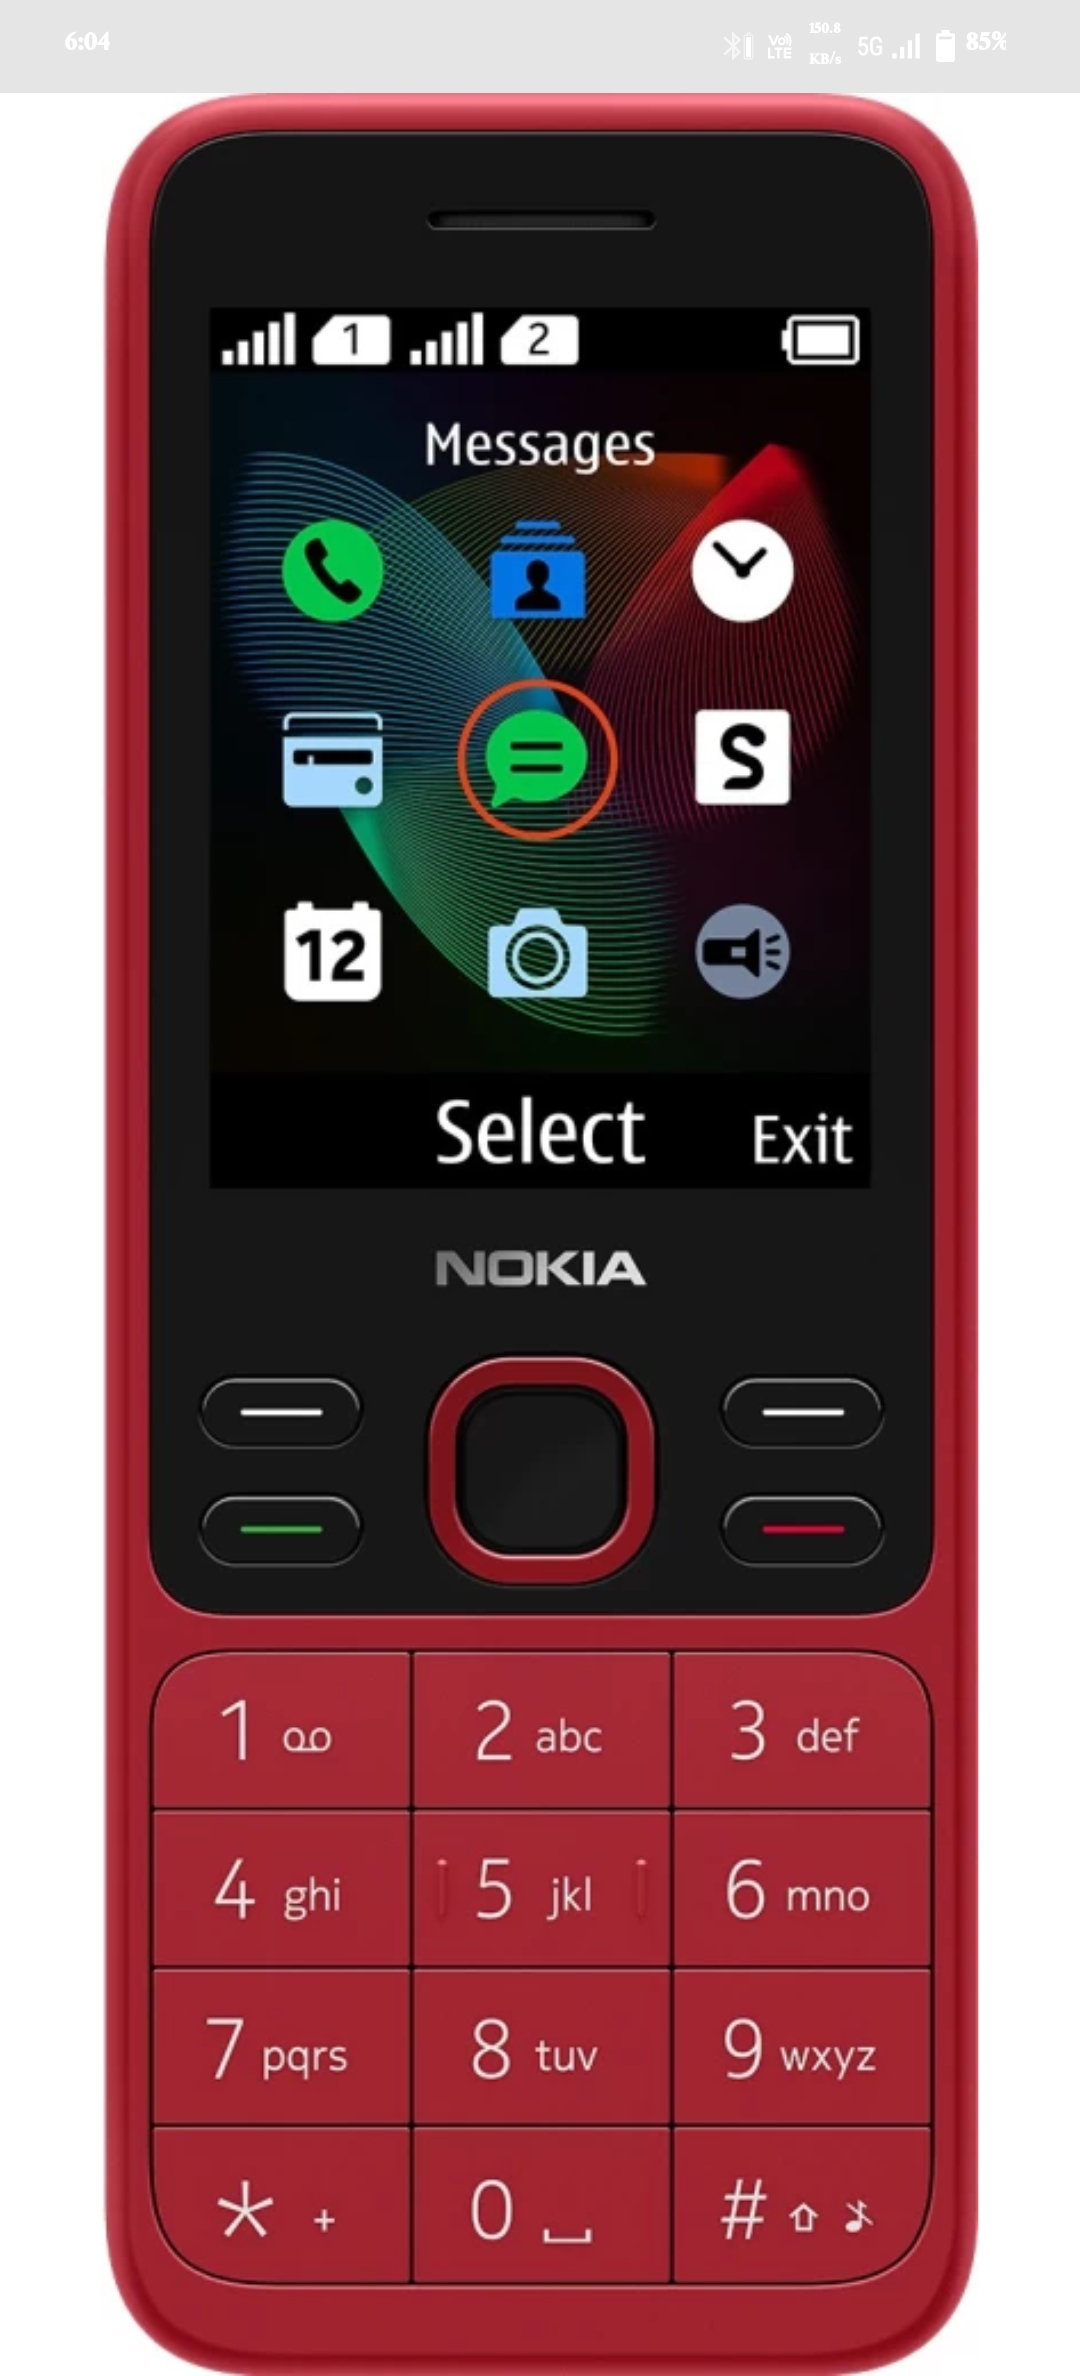 6:04 Vo) LTE 150.8 KB/s 5G 85%
1 2
Messages
S
12
Select Exit
NOKIA
1 2 abc 3 def
4 ghi 5 jkl 6 mno
7 pqrs 8 tuv 9 wxyz
* + 0 #